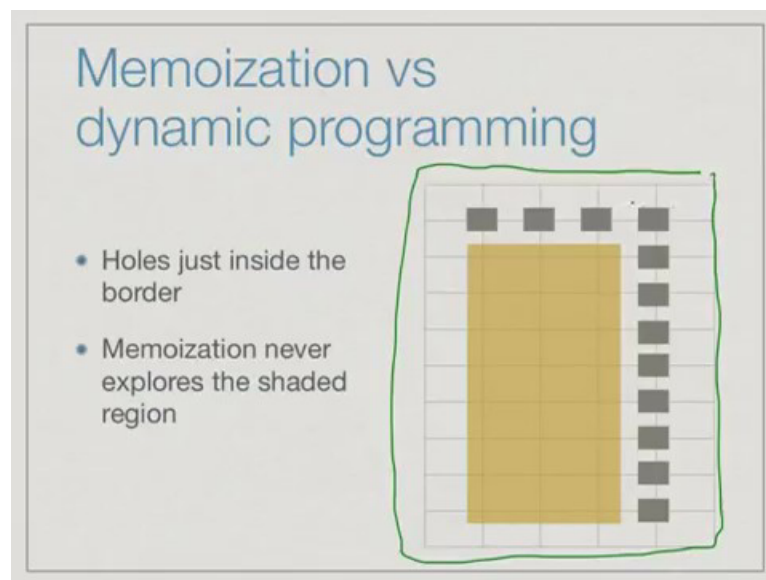 Memoization vs
dynamic programming
Holes just inside the
border
Memoization never
explores the shaded
region